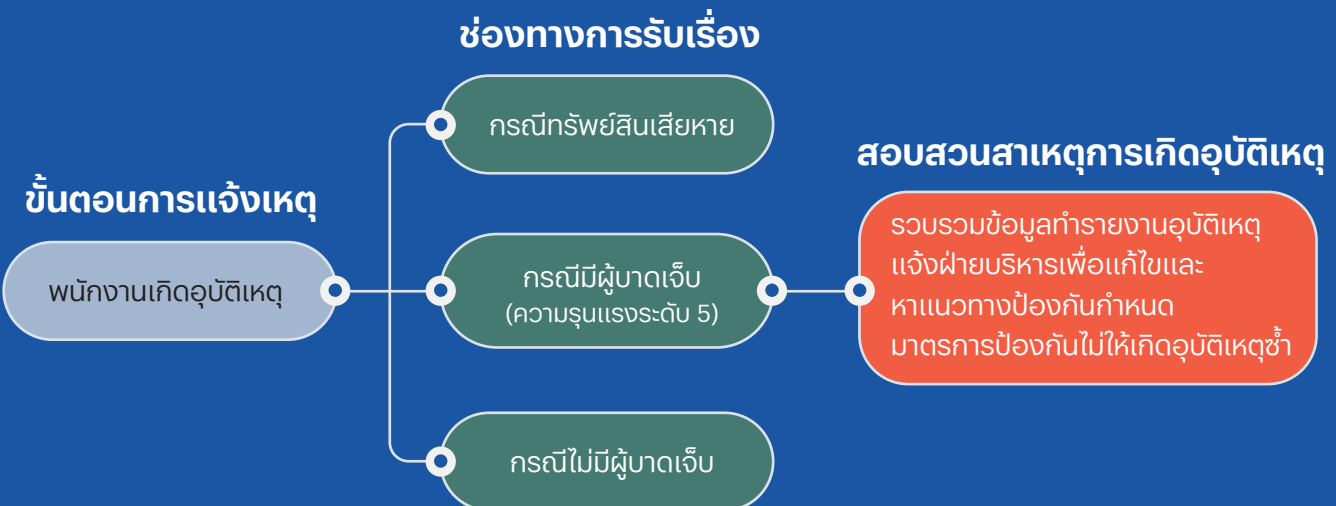 ช่องทางการรับเรื่อง
กรณีทรัพย์สินเสียหาย
สอบสวนสาเหตุการเกิดอุบัติเหตุ
ขั้นตอนการแจ้งเหตุ
พนักงานเกิดอุบัติเหตุ
กรณีมีผู้บาดเจ็บ
(ความรุนแรงระดับ 5)
รวบรวมข้อมูลทำรายงานอุบัติเหตุ
แจ้งฝ่ายบริหารเพื่อแก้ไขและ
หาแนวทางป้องกันกำหนด
มาตรการป้องกันไม่ให้เกิดอุบัติเหตุซ้ำ
กรณีไม่มีผู้บาดเจ็บ